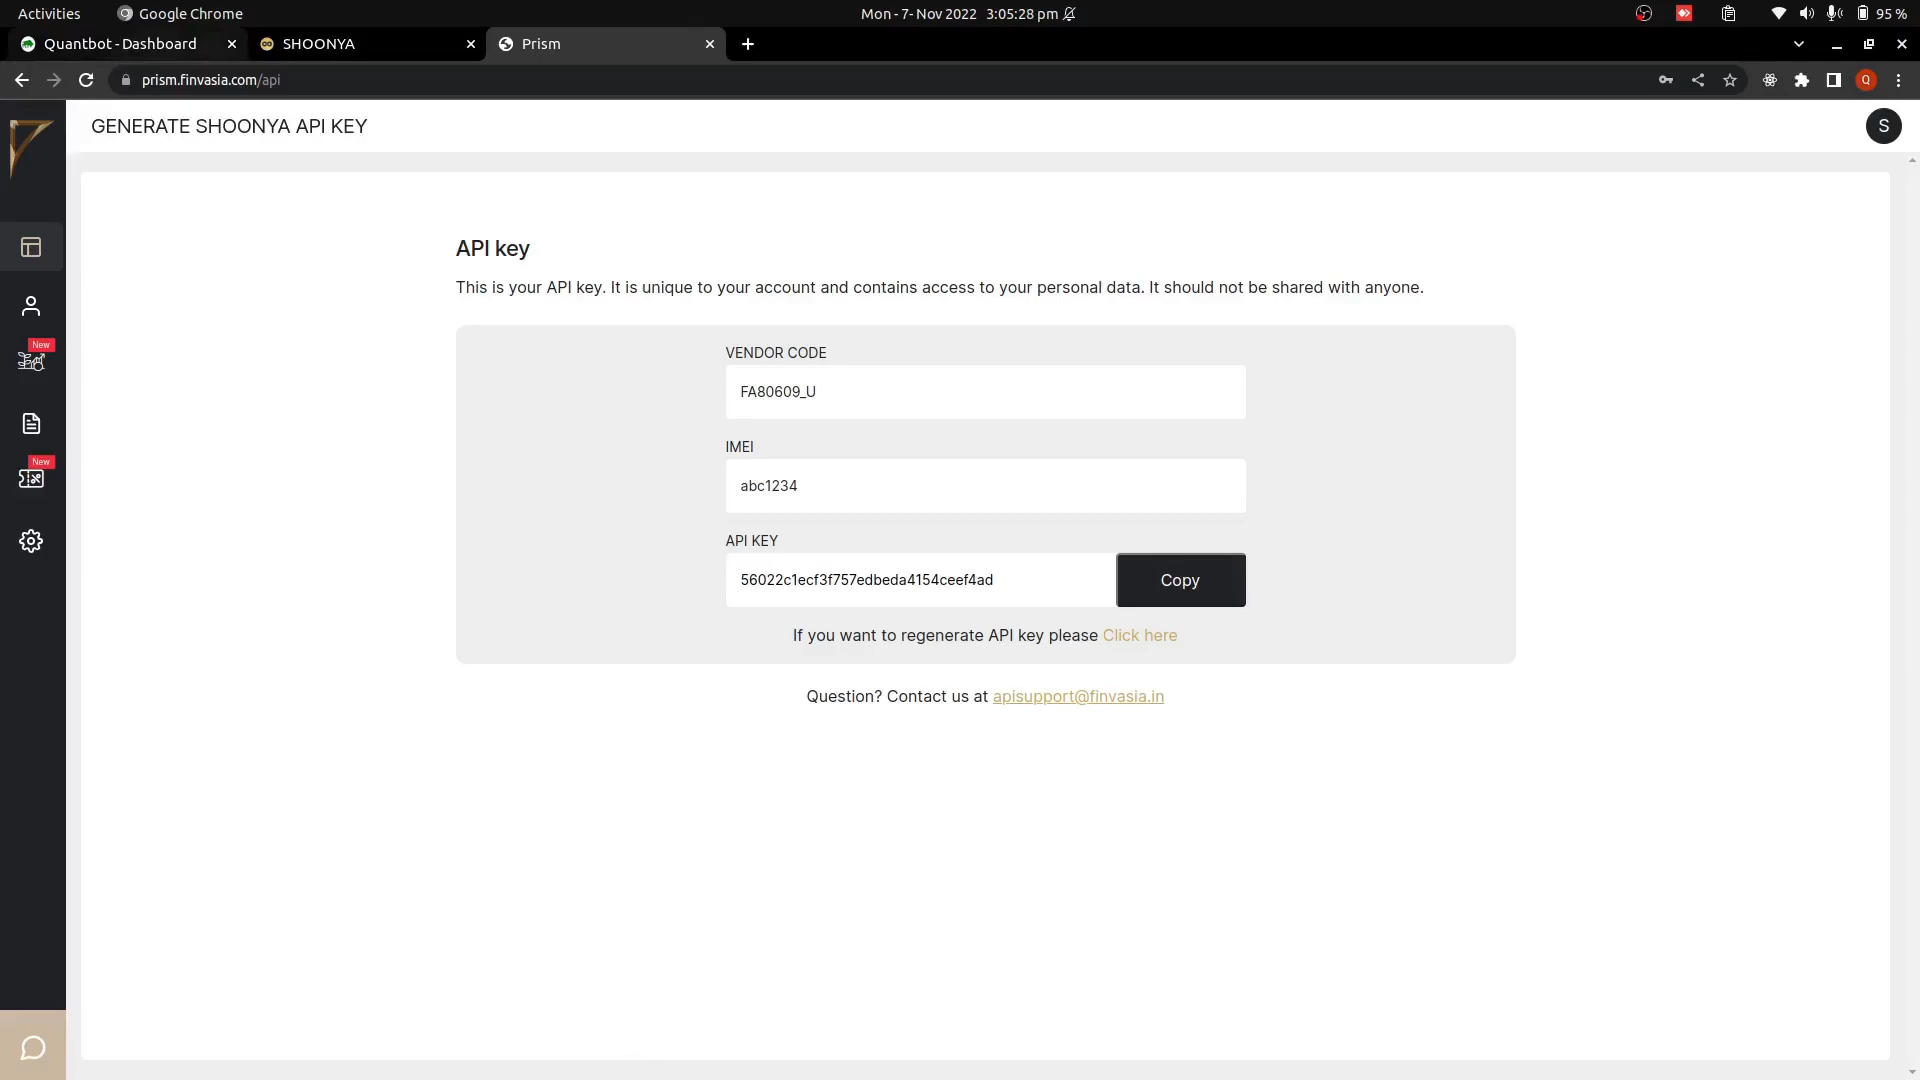 Activities Google Chrome Mon - 7- Nov 2022 3:05:28 pm 95 %
Quantbot - Dashboard SHOONYA Prism
prism.finvasia.com/api Q
GENERATE SHOONYA API KEY S
API key
This is your API key. It is unique to your account and contains access to your personal data. It should not be shared with anyone.
New
VENDOR CODE
FA80609_U
IMEI
New
abc1234
API KEY
56022c1ecf3f757edbeda4154ceef4ad Copy
If you want to regenerate API key please Click here
Question? Contact us at apisupport@finvasia.in